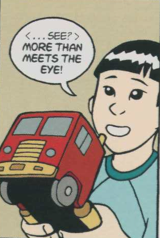 <...SEE?>
MORE THAN
MEETS THE
EYE!